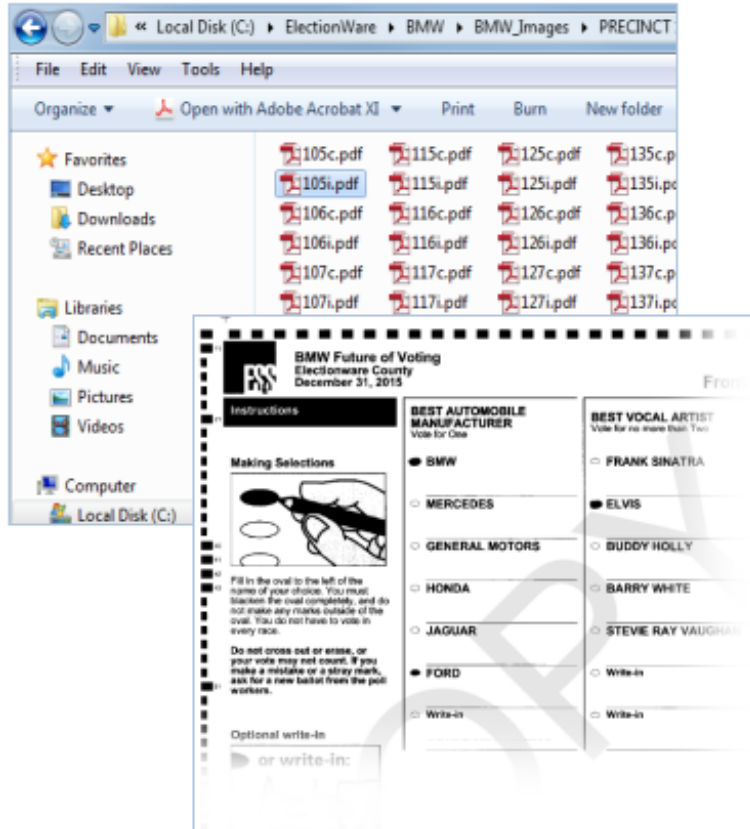 « Local Disk (C:) ▸ ElectionWare ▸ BMW ▸ BMW_Images ▸ PRECINCT
File Edit View Tools Help
Organize Open with Adobe Acrobat XI Print Burn New folder
Favorites
Desktop
Downloads
Recent Places
Libraries
Documents
Music
Pictures
Videos
Computer
Local Disk (C:)
105c.pdf 115c.pdf 125c.pdf 135c.p
105i.pdf 115i.pdf 125i.pdf 135i.pd
106c.pdf 116c.pdf 126c.pdf 136c.p
106i.pdf 116i.pdf 126i.pdf 136i.pd
107c.pdf 117c.pdf 127c.pdf 137c.p
107i.pdf 117i.pdf 127i.pdf 137i.pd
BMW Future of Voting
Electionware County
December 31, 2015
Front
Instructions
Making Selections
Fill in the oval to the left of the
name of your choice. You must
blacken the oval completely, and do
not make any marks outside of the
oval. You do not have to vote in
every race.
Do not cross out or erase, or
your vote may not count. If you
make a mistake or a stray mark,
ask for a new ballot from the poll
workers.
Optional write-in
or write-in:
BEST AUTOMOBILE
MANUFACTURER
Vote for One
BMW
MERCEDES
GENERAL MOTORS
HONDA
JAGUAR
FORD
Write-in
BEST VOCAL ARTIST
Vote for no more than Two
FRANK SINATRA
ELVIS
BUDDY HOLLY
BARRY WHITE
STEVIE RAY VAUGHAN
Write-in
Write-in
COPY